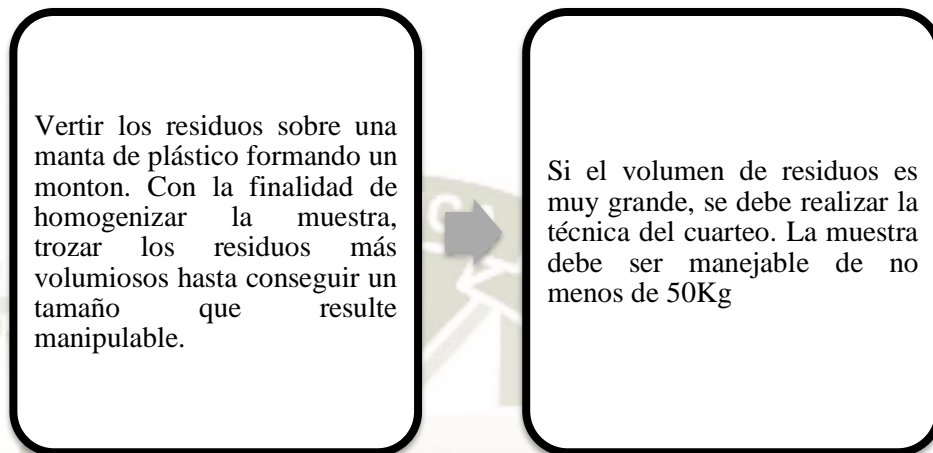 Vertir los residuos sobre una
manta de plástico formando un
monton. Con la finalidad de
homogenizar la muestra,
trozar los residuos más
volumiosos hasta conseguir un
tamaño que resulte
manipulable.
Si el volumen de residuos es
muy grande, se debe realizar la
técnica del cuarteo. La muestra
debe ser manejable de no
menos de 50Kg